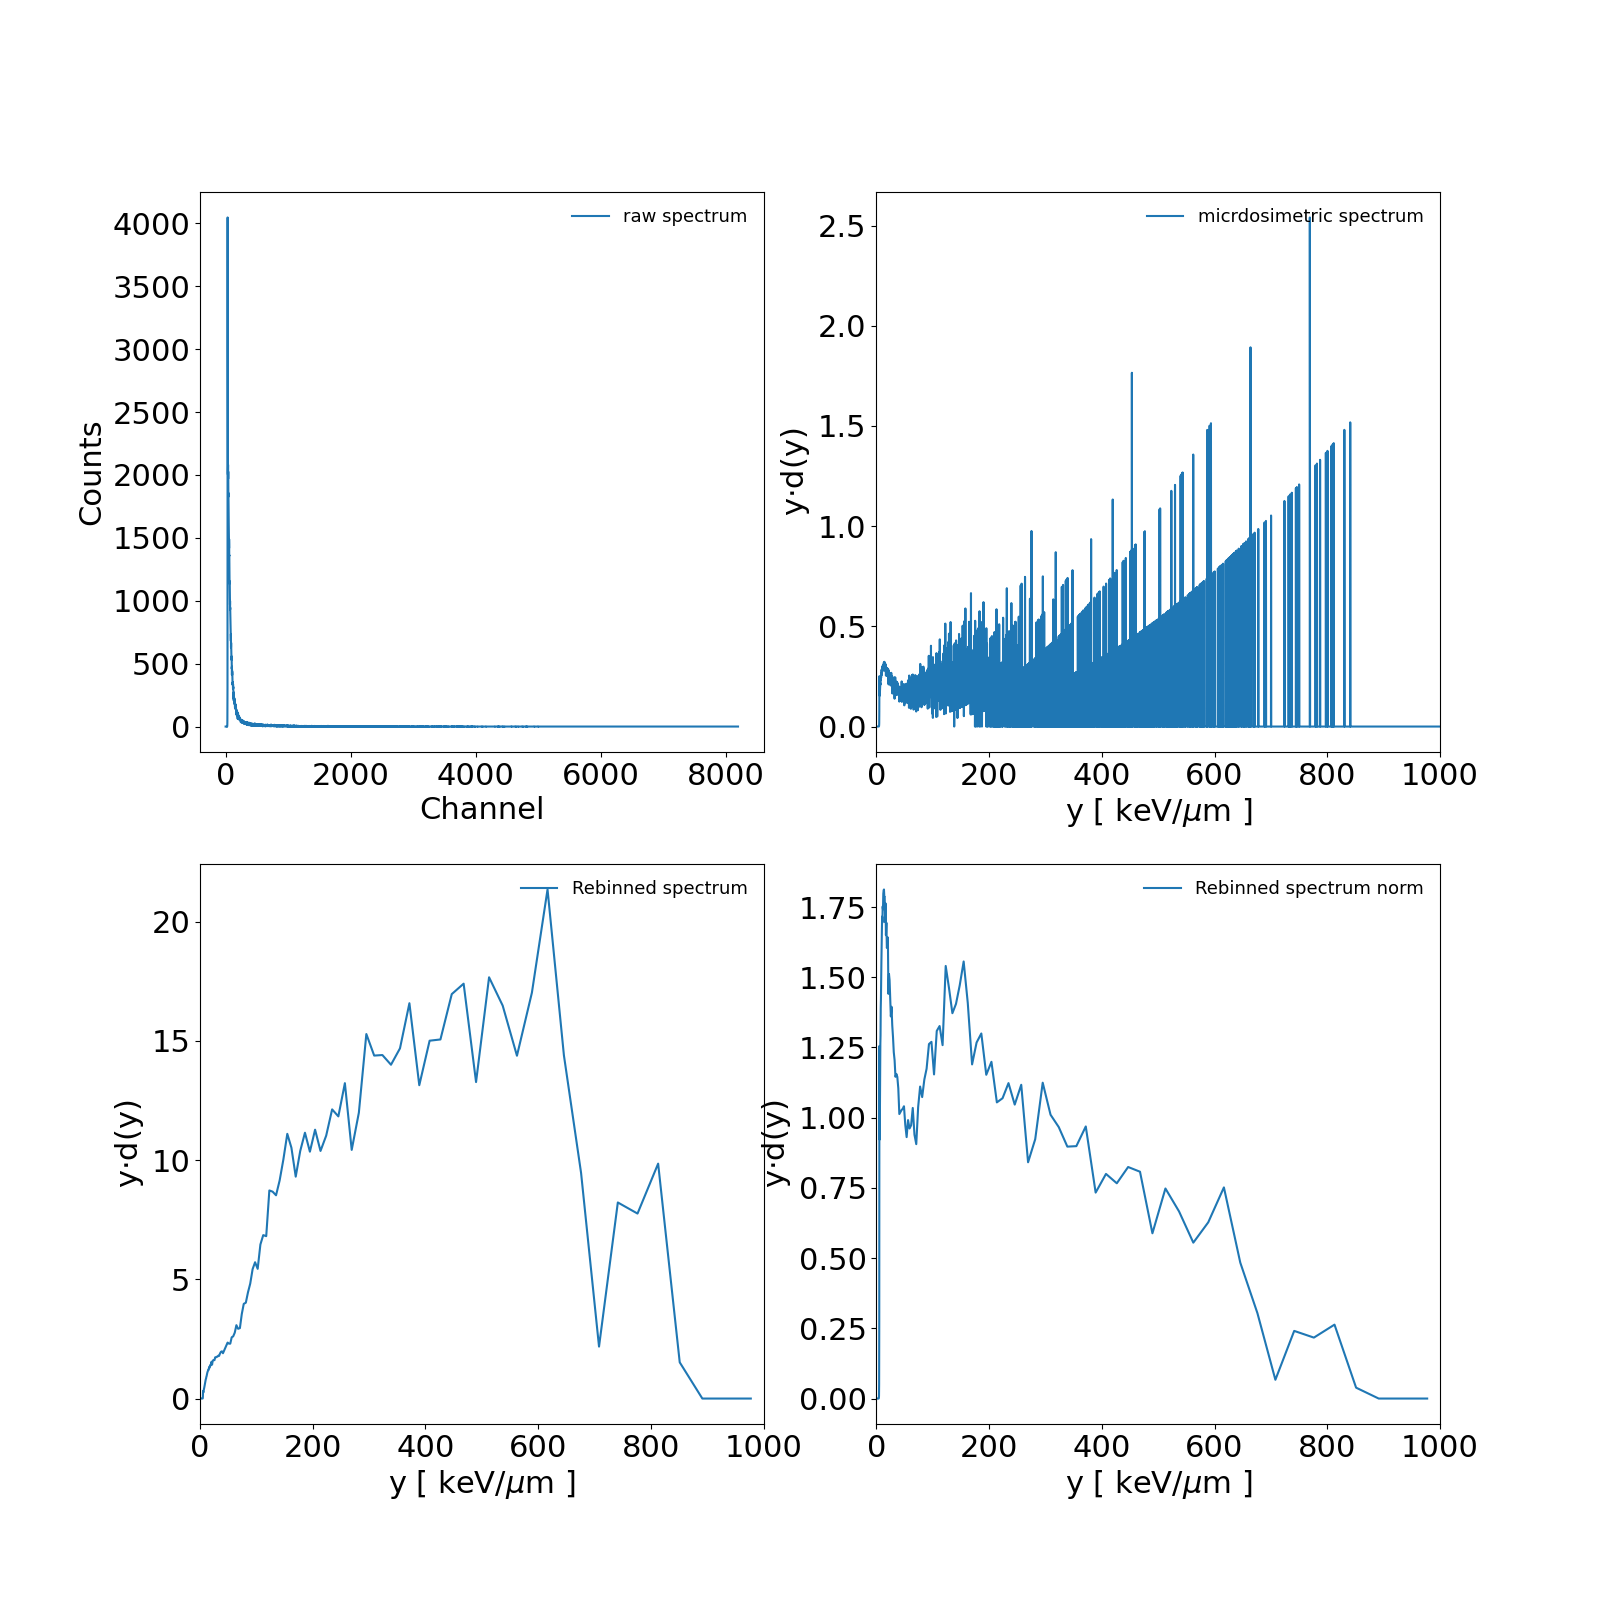 raw spectrum
4000
3500
3000
2500
2000
1500
1000
500
0
Counts
0 2000 4000 6000 8000
Channel
micrdosimetric spectrum
2.5
2.0
1.5
1.0
0.5
0.0
y·d(y)
0 200 400 600 800 1000
y [ keV/μm ]
Rebinned spectrum
20
15
10
5
0
y·d(y)
0 200 400 600 800 1000
y [ keV/μm ]
Rebinned spectrum norm
1.75
1.50
1.25
1.00
0.75
0.50
0.25
0.00
y·d(y)
0 200 400 600 800 1000
y [ keV/μm ]